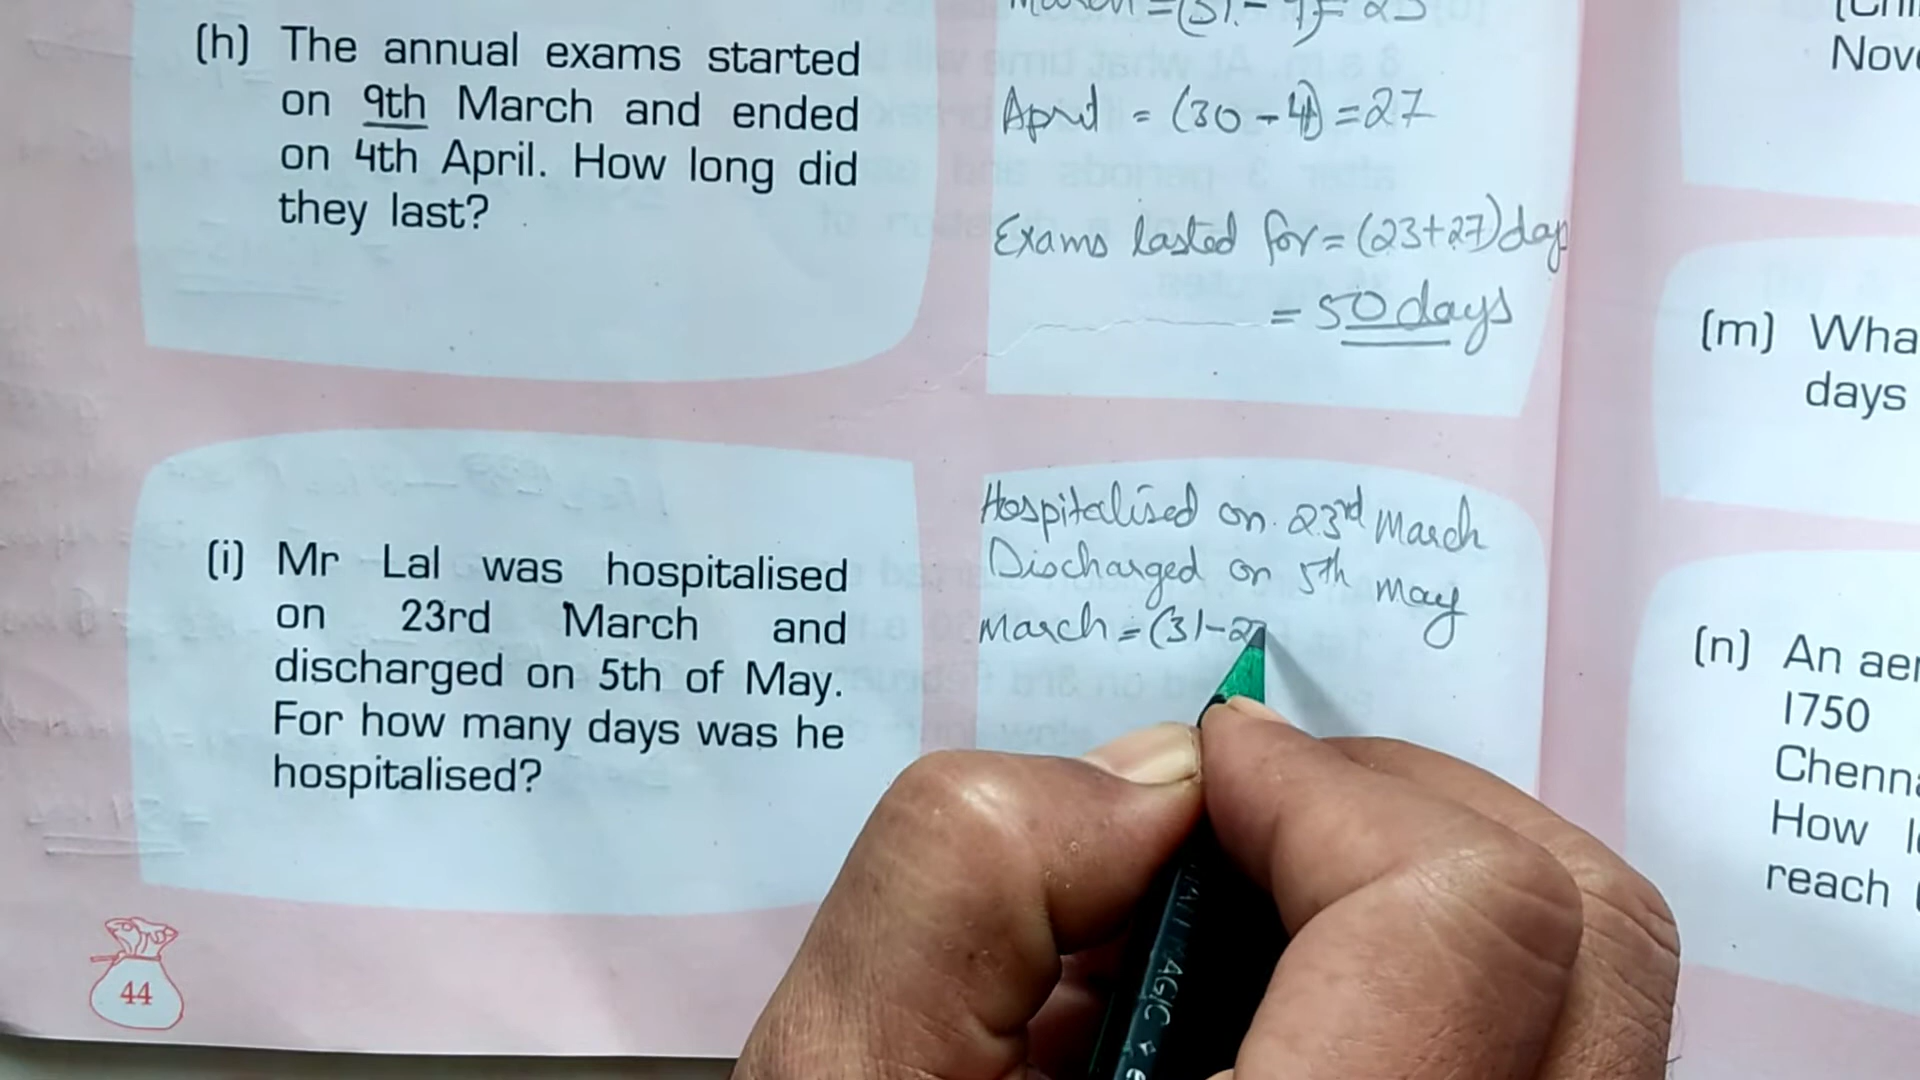 (h) The annual exams started
on 9th March and ended
on 4th April. How long did
they last?
April = (30-4) = 27
Exams lasted for = (23+27)day
= 50 days
(i) Mr Lal was hospitalised
on 23rd March and
discharged on 5th of May.
For how many days was he
hospitalised?
Hospitalised on 23rd March
Discharged on 5th may
March = (31-2
44
Nov
(m) Wha
days
(n) An aer
1750
Chenn
How l
reach
MAGIC